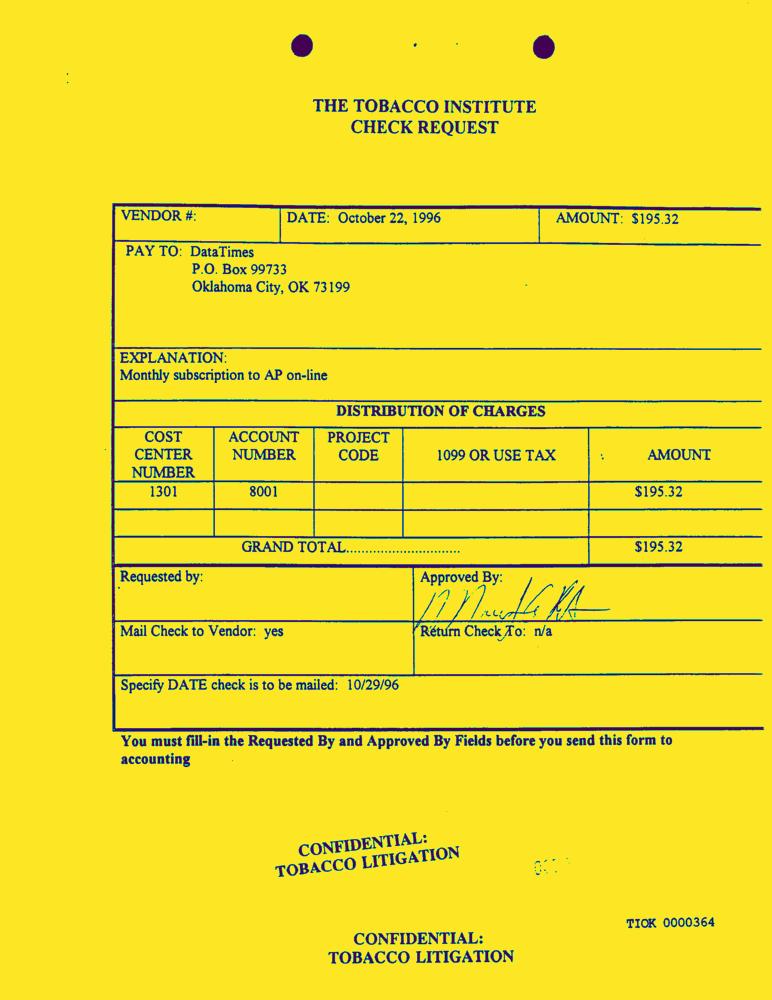 THE TOBACCO INSTITUTE
CHECK REQUEST
VENDOR #: DATE: October 22, 1996 AMOUNT: $195.32
PAY TO: DataTimes
P.O. Box 99733
Oklahoma City, OK 73199
EXPLANATION:
Monthly subscription to AP on-line
DISTRIBUTION OF CHARGES
COST CENTER NUMBER ACCOUNT NUMBER PROJECT CODE 1099 OR USE TAX AMOUNT
1301 8001 $195.32
GRAND TOTAL.............................. $195.32
Requested by: Approved By:
Mail Check to Vendor: yes Return Check To: n/a
Specify DATE check is to be mailed: 10/29/96
You must fill-in the Requested By and Approved By Fields before you send this form to
accounting
CONFIDENTIAL:
TOBACCO LITIGATION
TIOK 0000364
CONFIDENTIAL:
TOBACCO LITIGATION